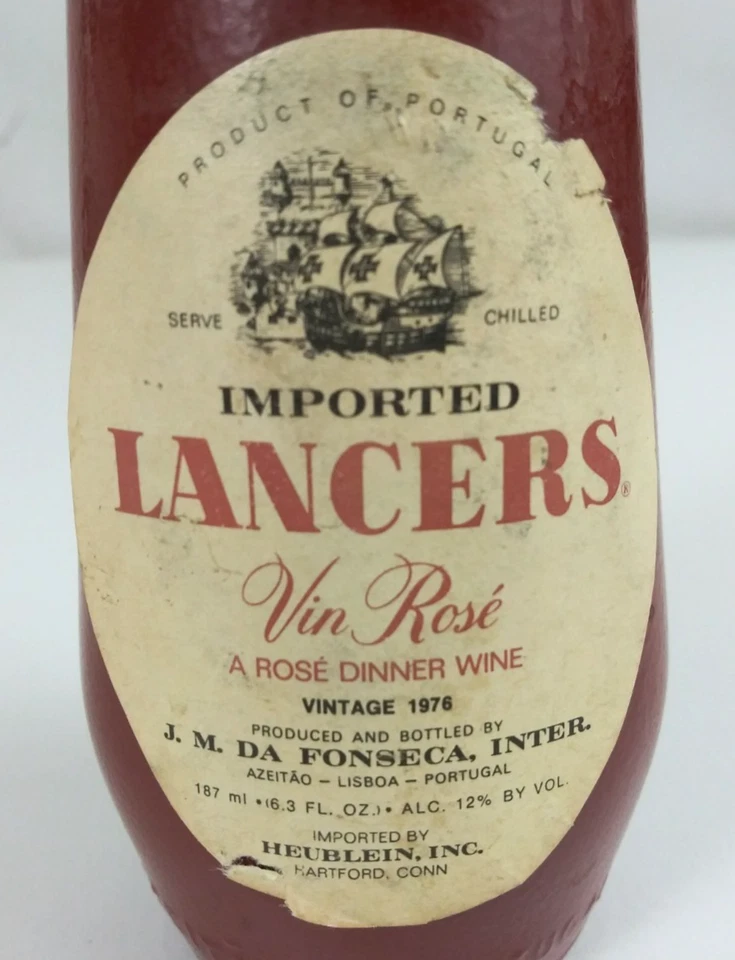 PRODUCT OF PORTUGAL
SERVE CHILLED
IMPORTED
LANCERS®
Vin Rosé
A ROSÉ DINNER WINE
VINTAGE 1976
PRODUCED AND BOTTLED BY
J. M. DA FONSECA, INTER.
AZEITÃO – LISBOA – PORTUGAL
187 ml • (6.3 FL. OZ.) • ALC. 12% BY VOL.
IMPORTED BY
HEUBLEIN, INC.
HARTFORD, CONN